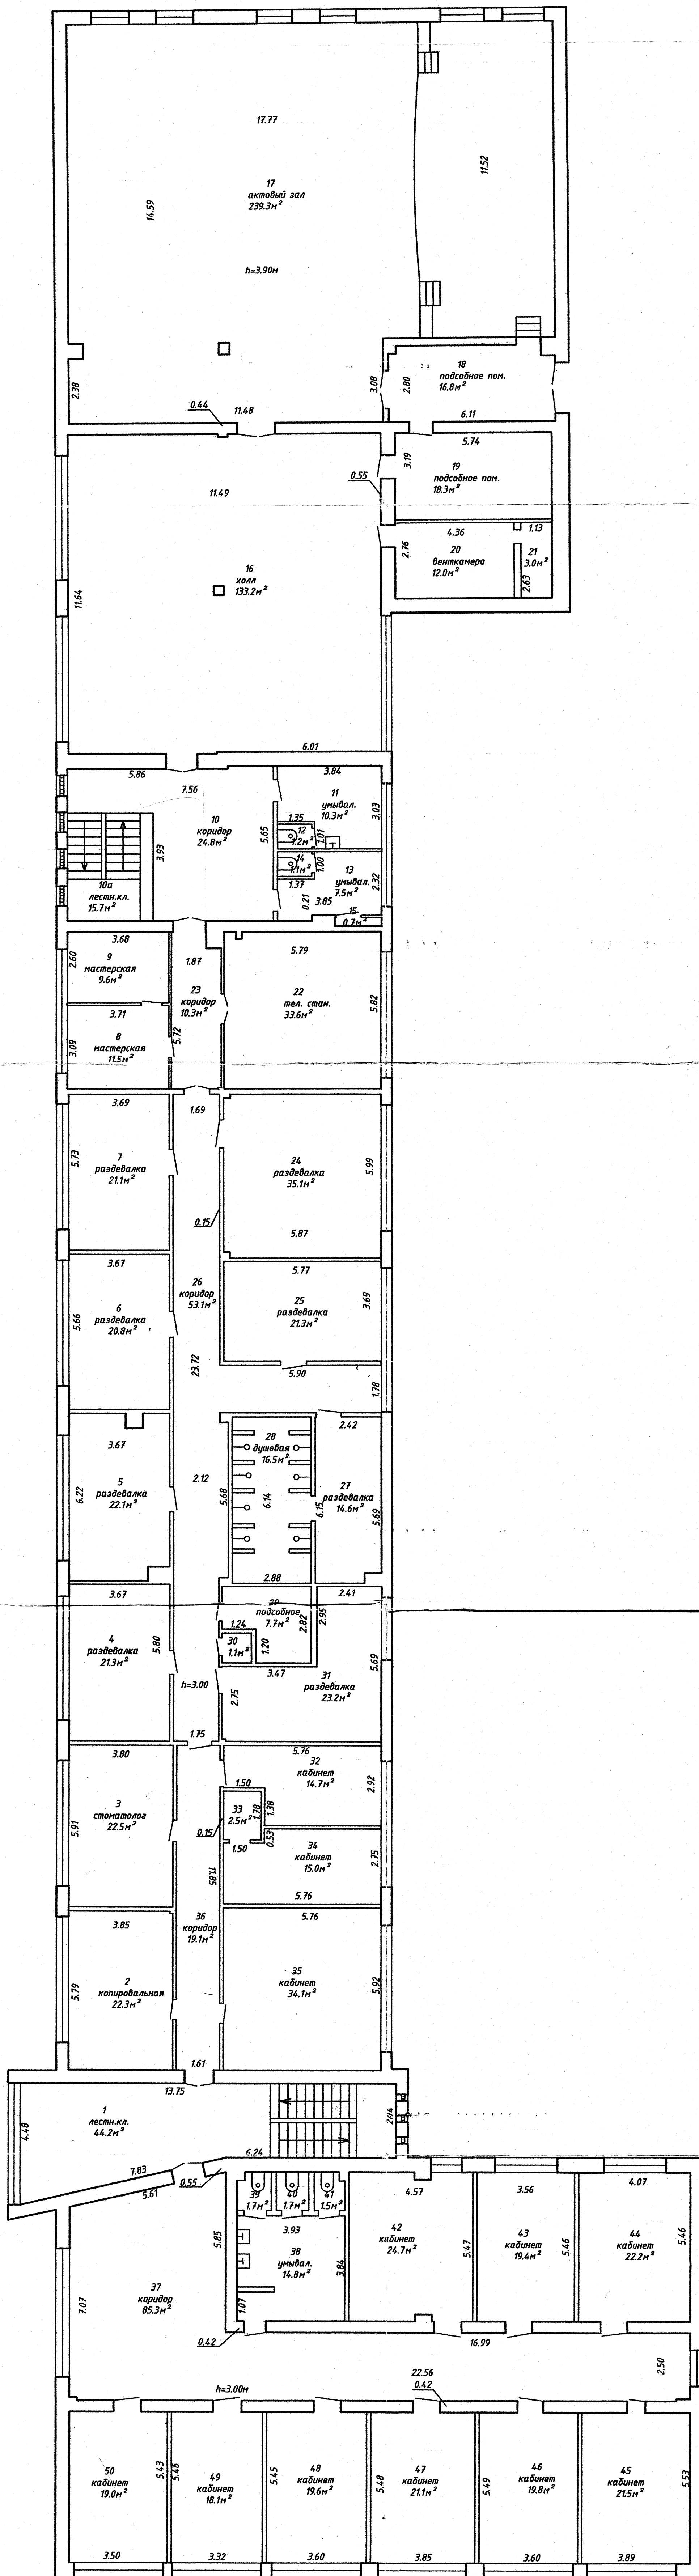 17.77
11.52
17
актовый зал
239.3м²
14.59
h=3.90м
2.38
3.08
2.80
18
подсобное пом.
16.8м²
6.11
0.44
11.48
5.74
3.19
19
подсобное пом.
18.3м²
0.55
11.49
4.36
1.13
2.76
20
венткамера
12.0м²
21
3.0м²
2.63
16
холл
133.2м²
11.64
6.01
5.86
7.56
3.84
11
умывал.
10.3м²
3.03
10
коридор
24.8м²
5.65
3.93
1.35
12
1.2м²
1.01
14
1.1м²
1.00
1.37
13
умывал.
7.5м²
2.32
10а
лестн.кл.
15.7м²
0.21
3.85
15
0.7м²
3.68
2.60
9
мастерская
9.6м²
1.87
23
коридор
10.3м²
5.72
5.79
22
тел. стан.
33.6м²
5.82
3.71
8
мастерская
11.5м²
3.09
3.69
1.69
5.73
7
раздевалка
21.1м²
24
раздевалка
35.1м²
5.99
0.15
5.87
3.67
5.77
26
коридор
53.1м²
5.66
6
раздевалка
20.8м²
25
раздевалка
21.3м²
3.69
23.72
5.90
1.78
2.42
3.67
28
душевая
16.5м²
2.12
5
раздевалка
22.1м²
6.22
5.68
6.14
6.15
27
раздевалка
14.6м²
5.69
2.88
3.67
2.41
29
подсобное
7.7м²
2.82
2.95
4
раздевалка
21.3м²
5.80
1.24
30
1.1м²
1.20
3.47
5.69
31
раздевалка
23.2м²
h=3.00
2.75
1.75
3.80
5.76
32
кабинет
14.7м²
2.92
3
стоматолог
22.5м²
5.91
1.50
33
2.5м²
1.78
1.38
0.15
1.50
0.53
34
кабинет
15.0м²
2.75
11.85
5.76
3.85
36
коридор
19.1м²
5.76
2
копировальная
22.3м²
5.79
35
кабинет
34.1м²
5.92
1.61
13.75
1
лестн.кл.
44.2м²
4.48
6.24
7.83
0.55
5.61
39
1.7м²
40
1.7м²
41
1.5м²
4.57
3.56
4.07
5.85
3.93
38
умывал.
14.8м²
3.84
42
кабинет
24.7м²
5.47
43
кабинет
19.4м²
5.46
44
кабинет
22.2м²
5.46
37
коридор
85.3м²
7.07
1.07
0.42
16.99
22.56
2.50
h=3.00м
0.42
50
кабинет
19.0м²
5.43
5.46
49
кабинет
18.1м²
5.45
48
кабинет
19.6м²
5.48
47
кабинет
21.1м²
5.49
46
кабинет
19.8м²
45
кабинет
21.5м²
5.53
3.50
3.32
3.60
3.85
3.60
3.89